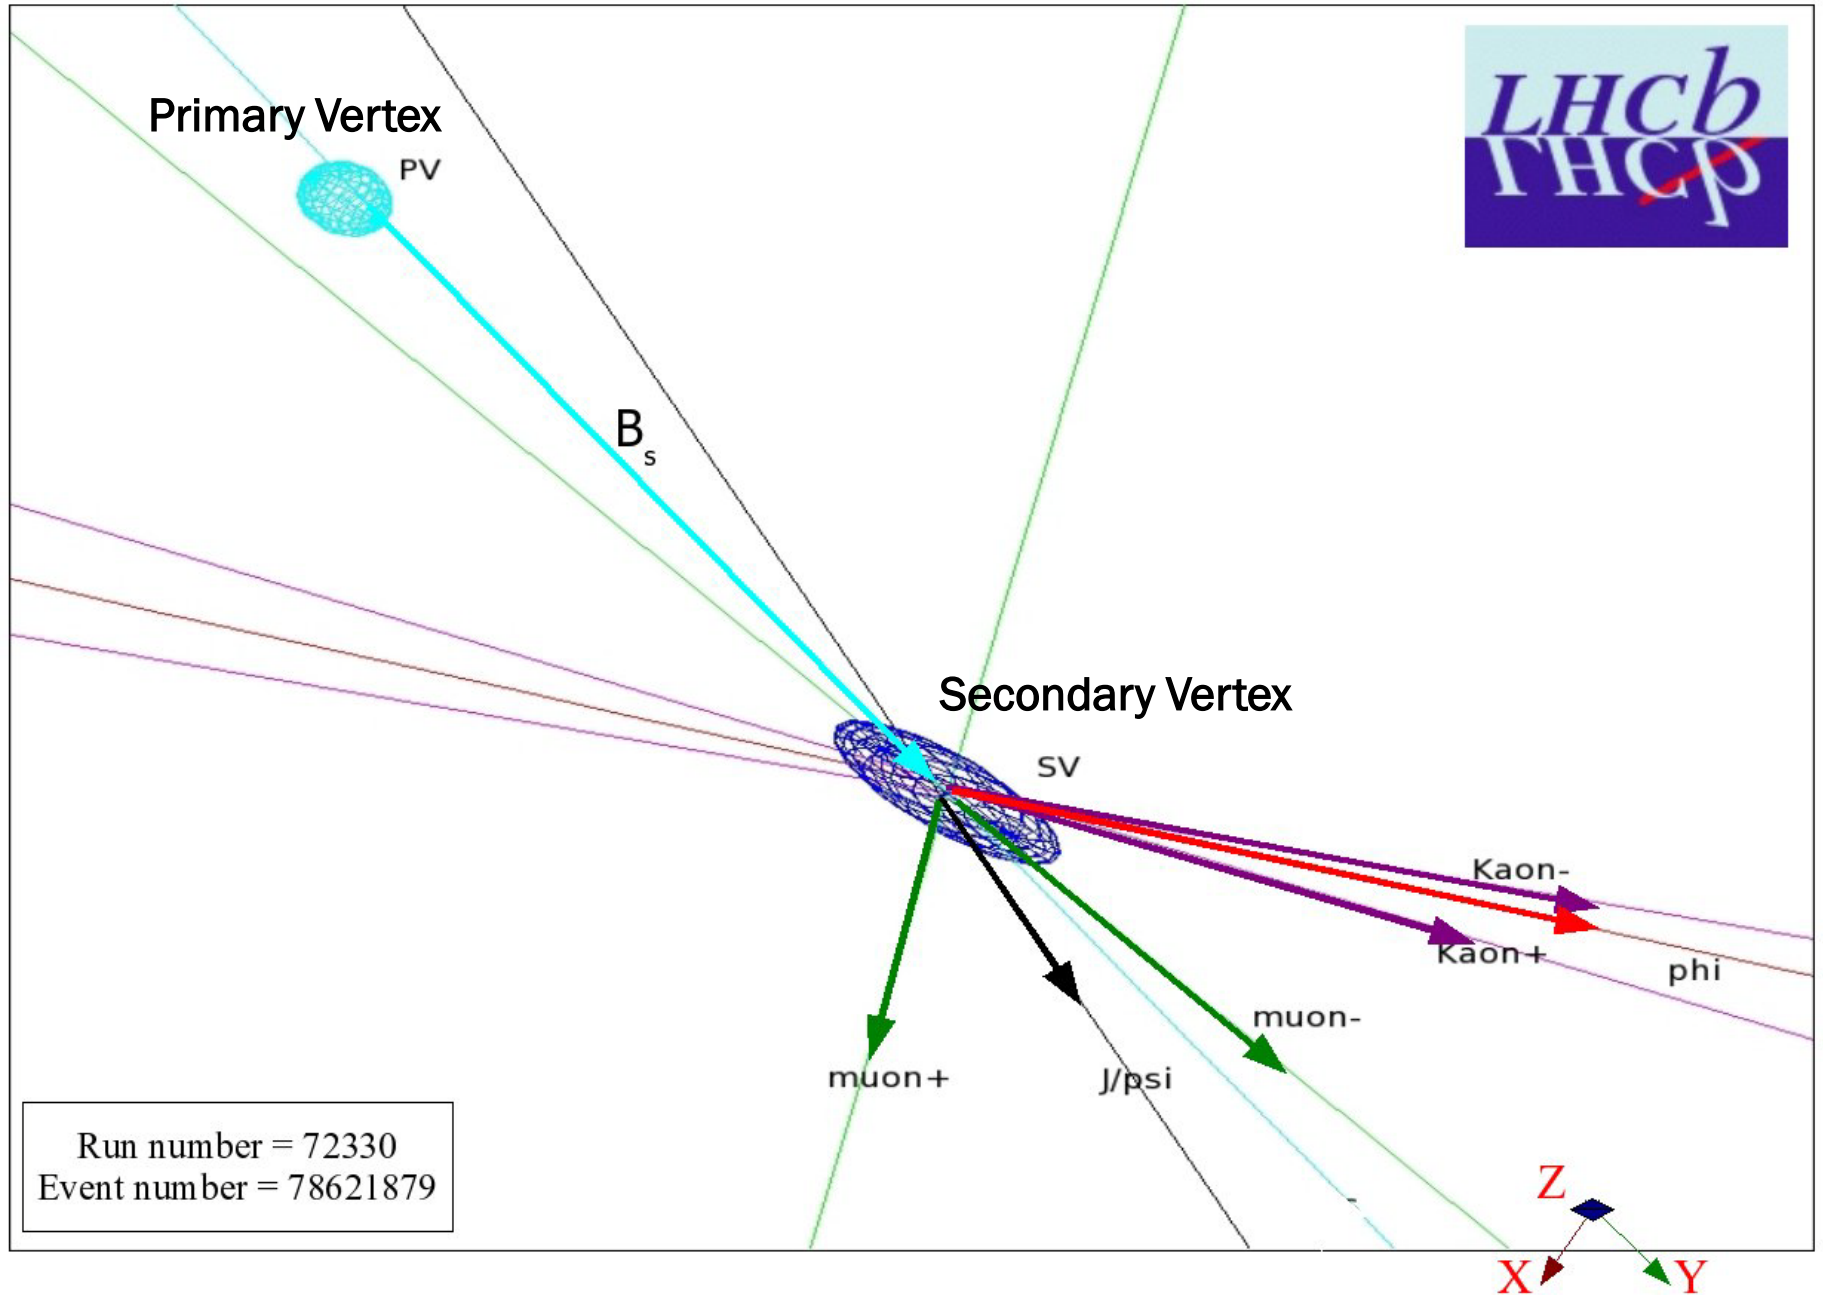 LHCb
LHCp
Primary Vertex
PV
B
s
Secondary Vertex
SV
Kaon-
Kaon+
phi
muon-
muon+
J/psi
Run number = 72330
Event number = 78621879
Z
X
Y